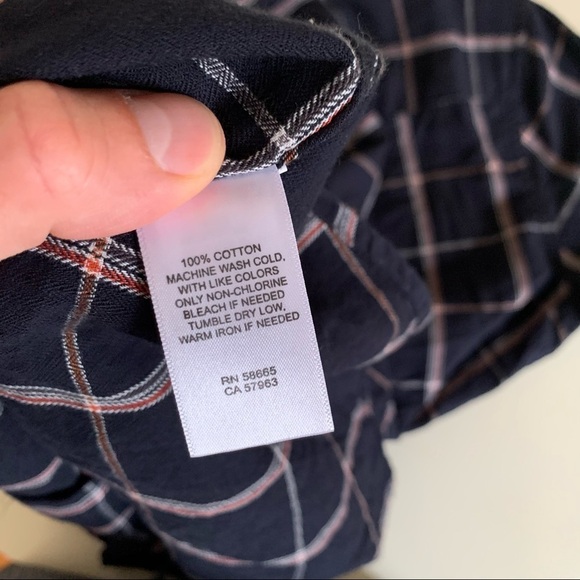 100% COTTON
MACHINE WASH COLD.
WITH LIKE COLORS
ONLY NON-CHLORINE
BLEACH IF NEEDED
TUMBLE DRY LOW,
WARM IRON IF NEEDED
RN 58665
CA 57963